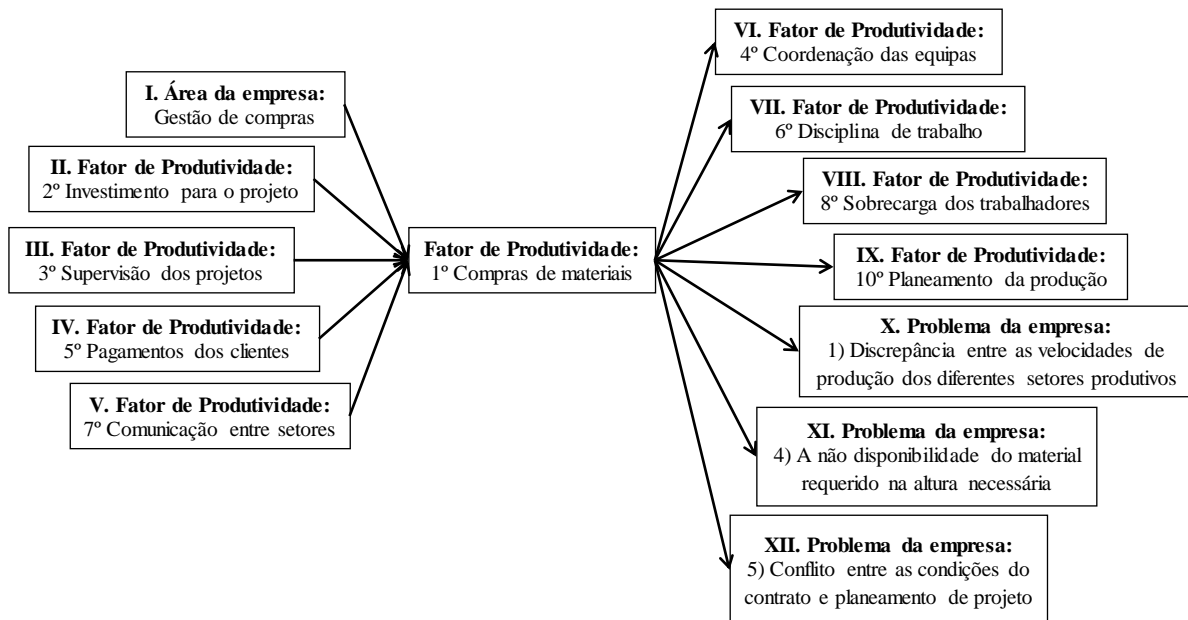 I. Área da empresa:
Gestão de compras
II. Fator de Produtividade:
2º Investimento para o projeto
III. Fator de Produtividade:
3º Supervisão dos projetos
IV. Fator de Produtividade:
5º Pagamentos dos clientes
V. Fator de Produtividade:
7º Comunicação entre setores
Fator de Produtividade:
1º Compras de materiais
VI. Fator de Produtividade:
4º Coordenação das equipas
VII. Fator de Produtividade:
6º Disciplina de trabalho
VIII. Fator de Produtividade:
8º Sobrecarga dos trabalhadores
IX. Fator de Produtividade:
10º Planeamento da produção
X. Problema da empresa:
1) Discrepância entre as velocidades de
produção dos diferentes setores produtivos
XI. Problema da empresa:
4) A não disponibilidade do material
requerido na altura necessária
XII. Problema da empresa:
5) Conflito entre as condições do
contrato e planeamento de projeto